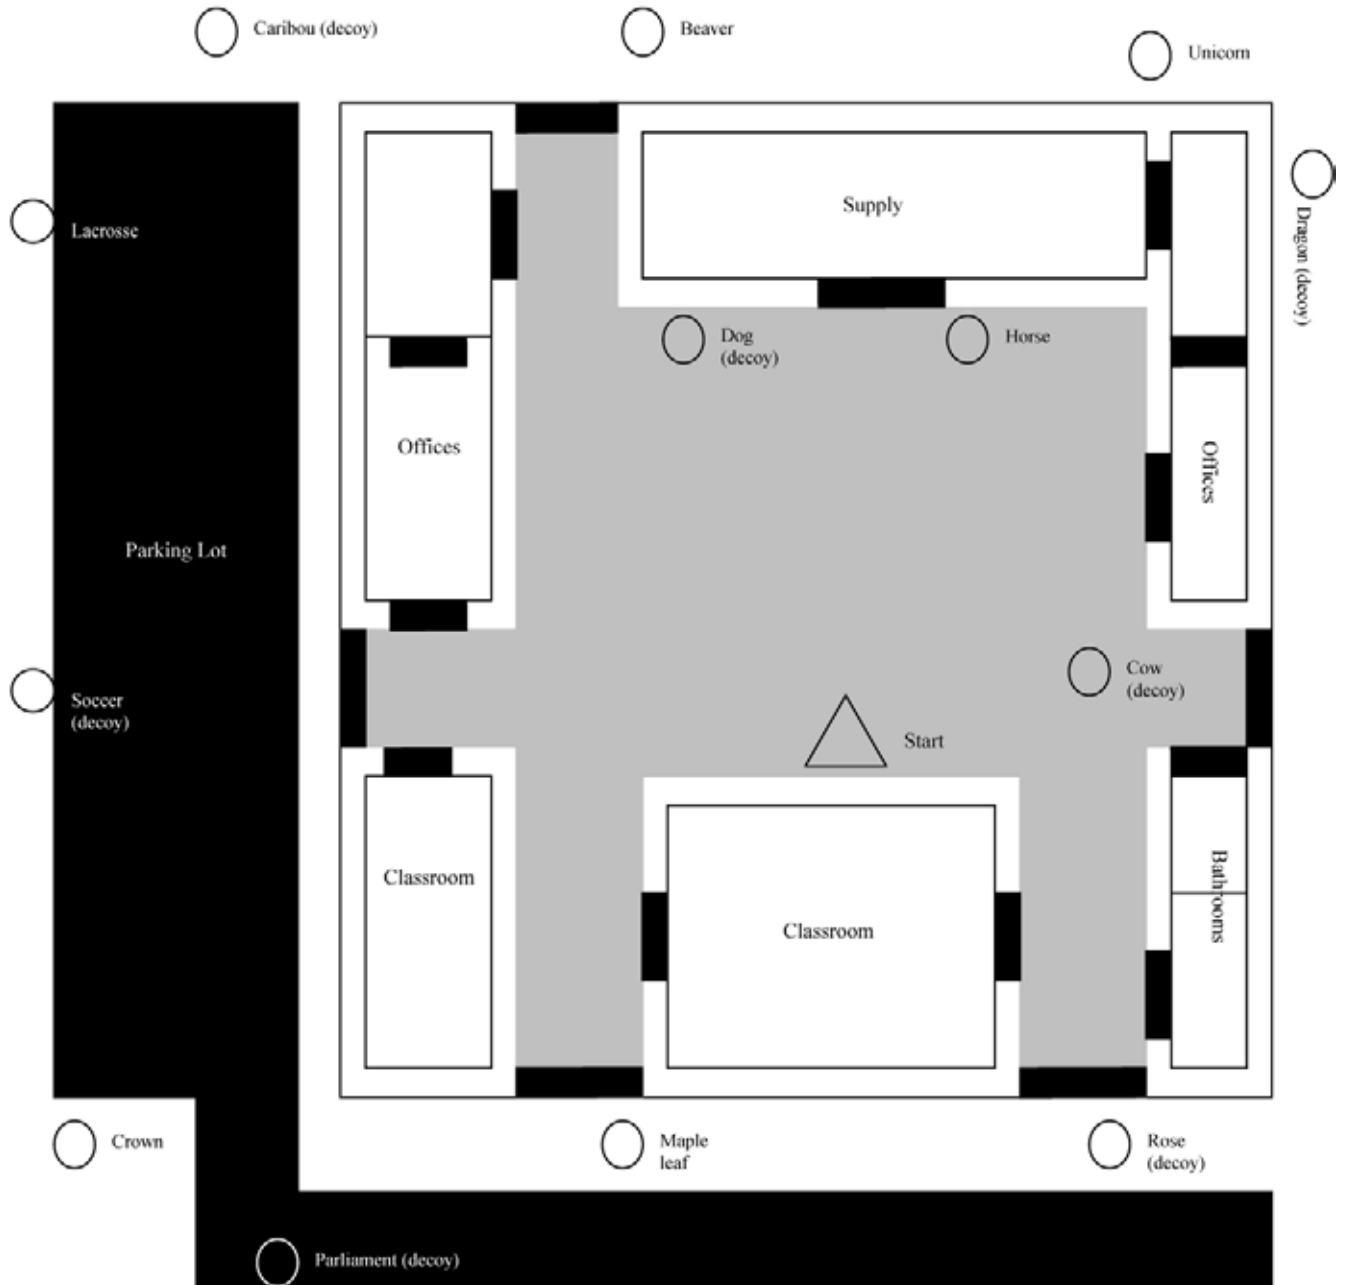 Caribou (decoy)
Beaver
Unicorn
Supply
Lacrosse
Dragon (decoy)
Dog
(decoy)
Horse
Offices
Offices
Parking Lot
Cow
(decoy)
Soccer
(decoy)
Start
Classroom
Bathrooms
Classroom
Crown
Maple
leaf
Rose
(decoy)
Parliament (decoy)